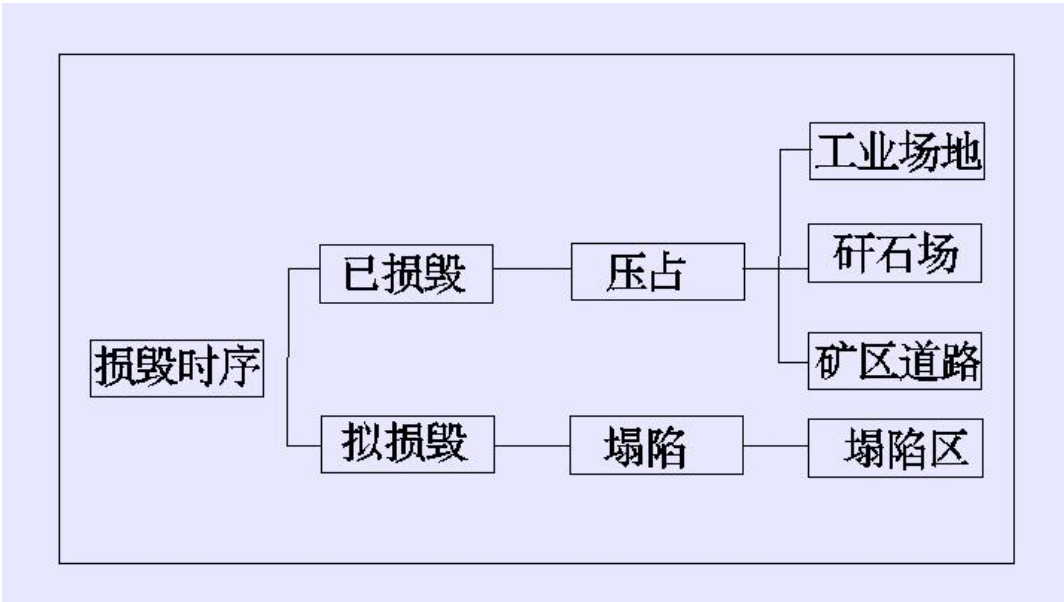 损毁时序
已损毁
压占
工业场地
矸石场
矿区道路
拟损毁
塌陷
塌陷区